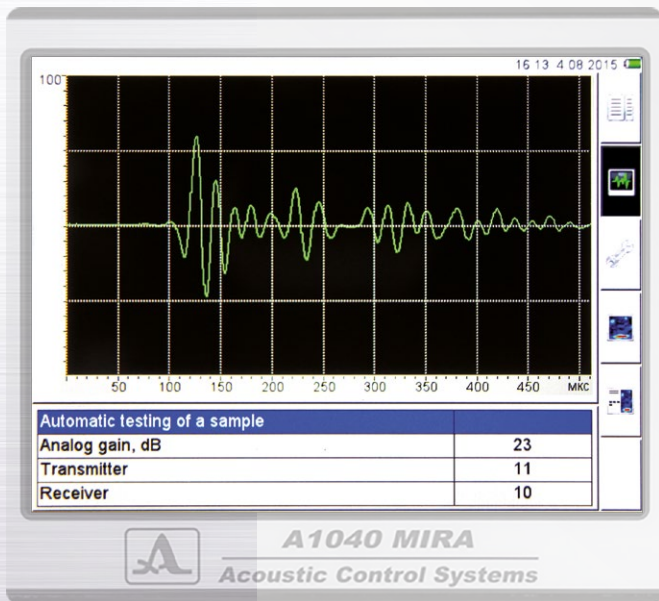 16 13 4 08 2015
100
50 100 150 200 250 300 350 400 450 мкс
Automatic testing of a sample
Analog gain, dB 23
Transmitter 11
Receiver 10
A1040 MIRA
Acoustic Control Systems